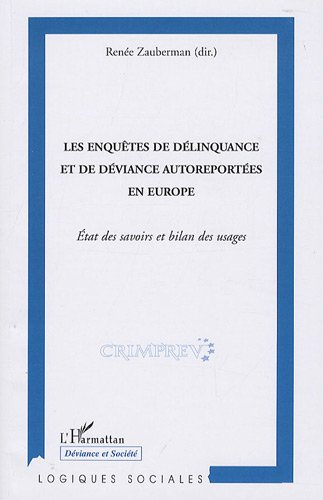 Renée Zauberman (dir.)
LES ENQUÊTES DE DÉLINQUANCE
ET DE DÉVIANCE AUTOREPORTÉES
EN EUROPE
État des savoirs et bilan des usages
CRIMPREV
L'Harmattan
Déviance et Société
LOGIQUES SOCIALES